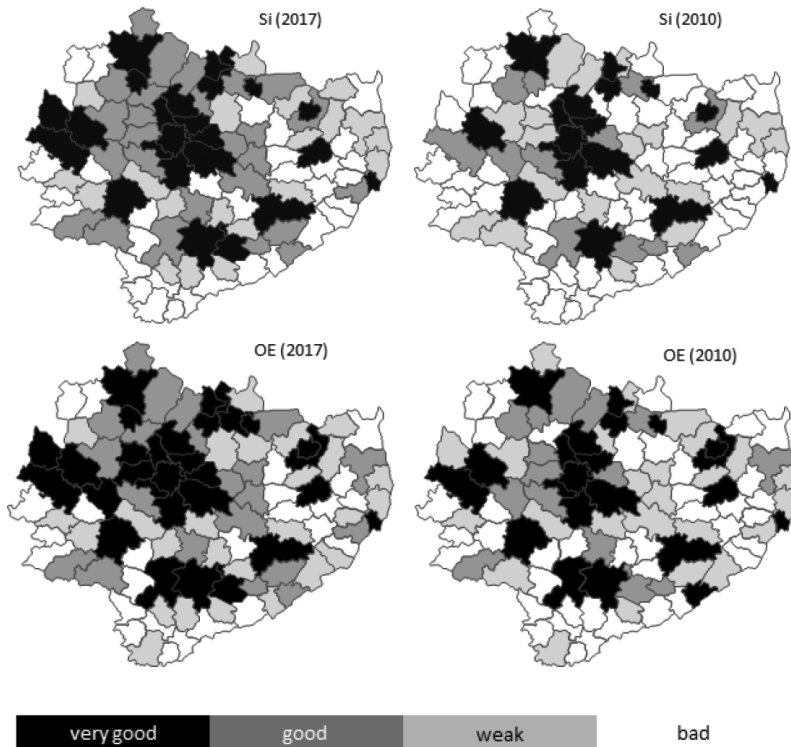 Si (2017)
Si (2010)
OE (2017)
OE (2010)
very good
good
weak
bad